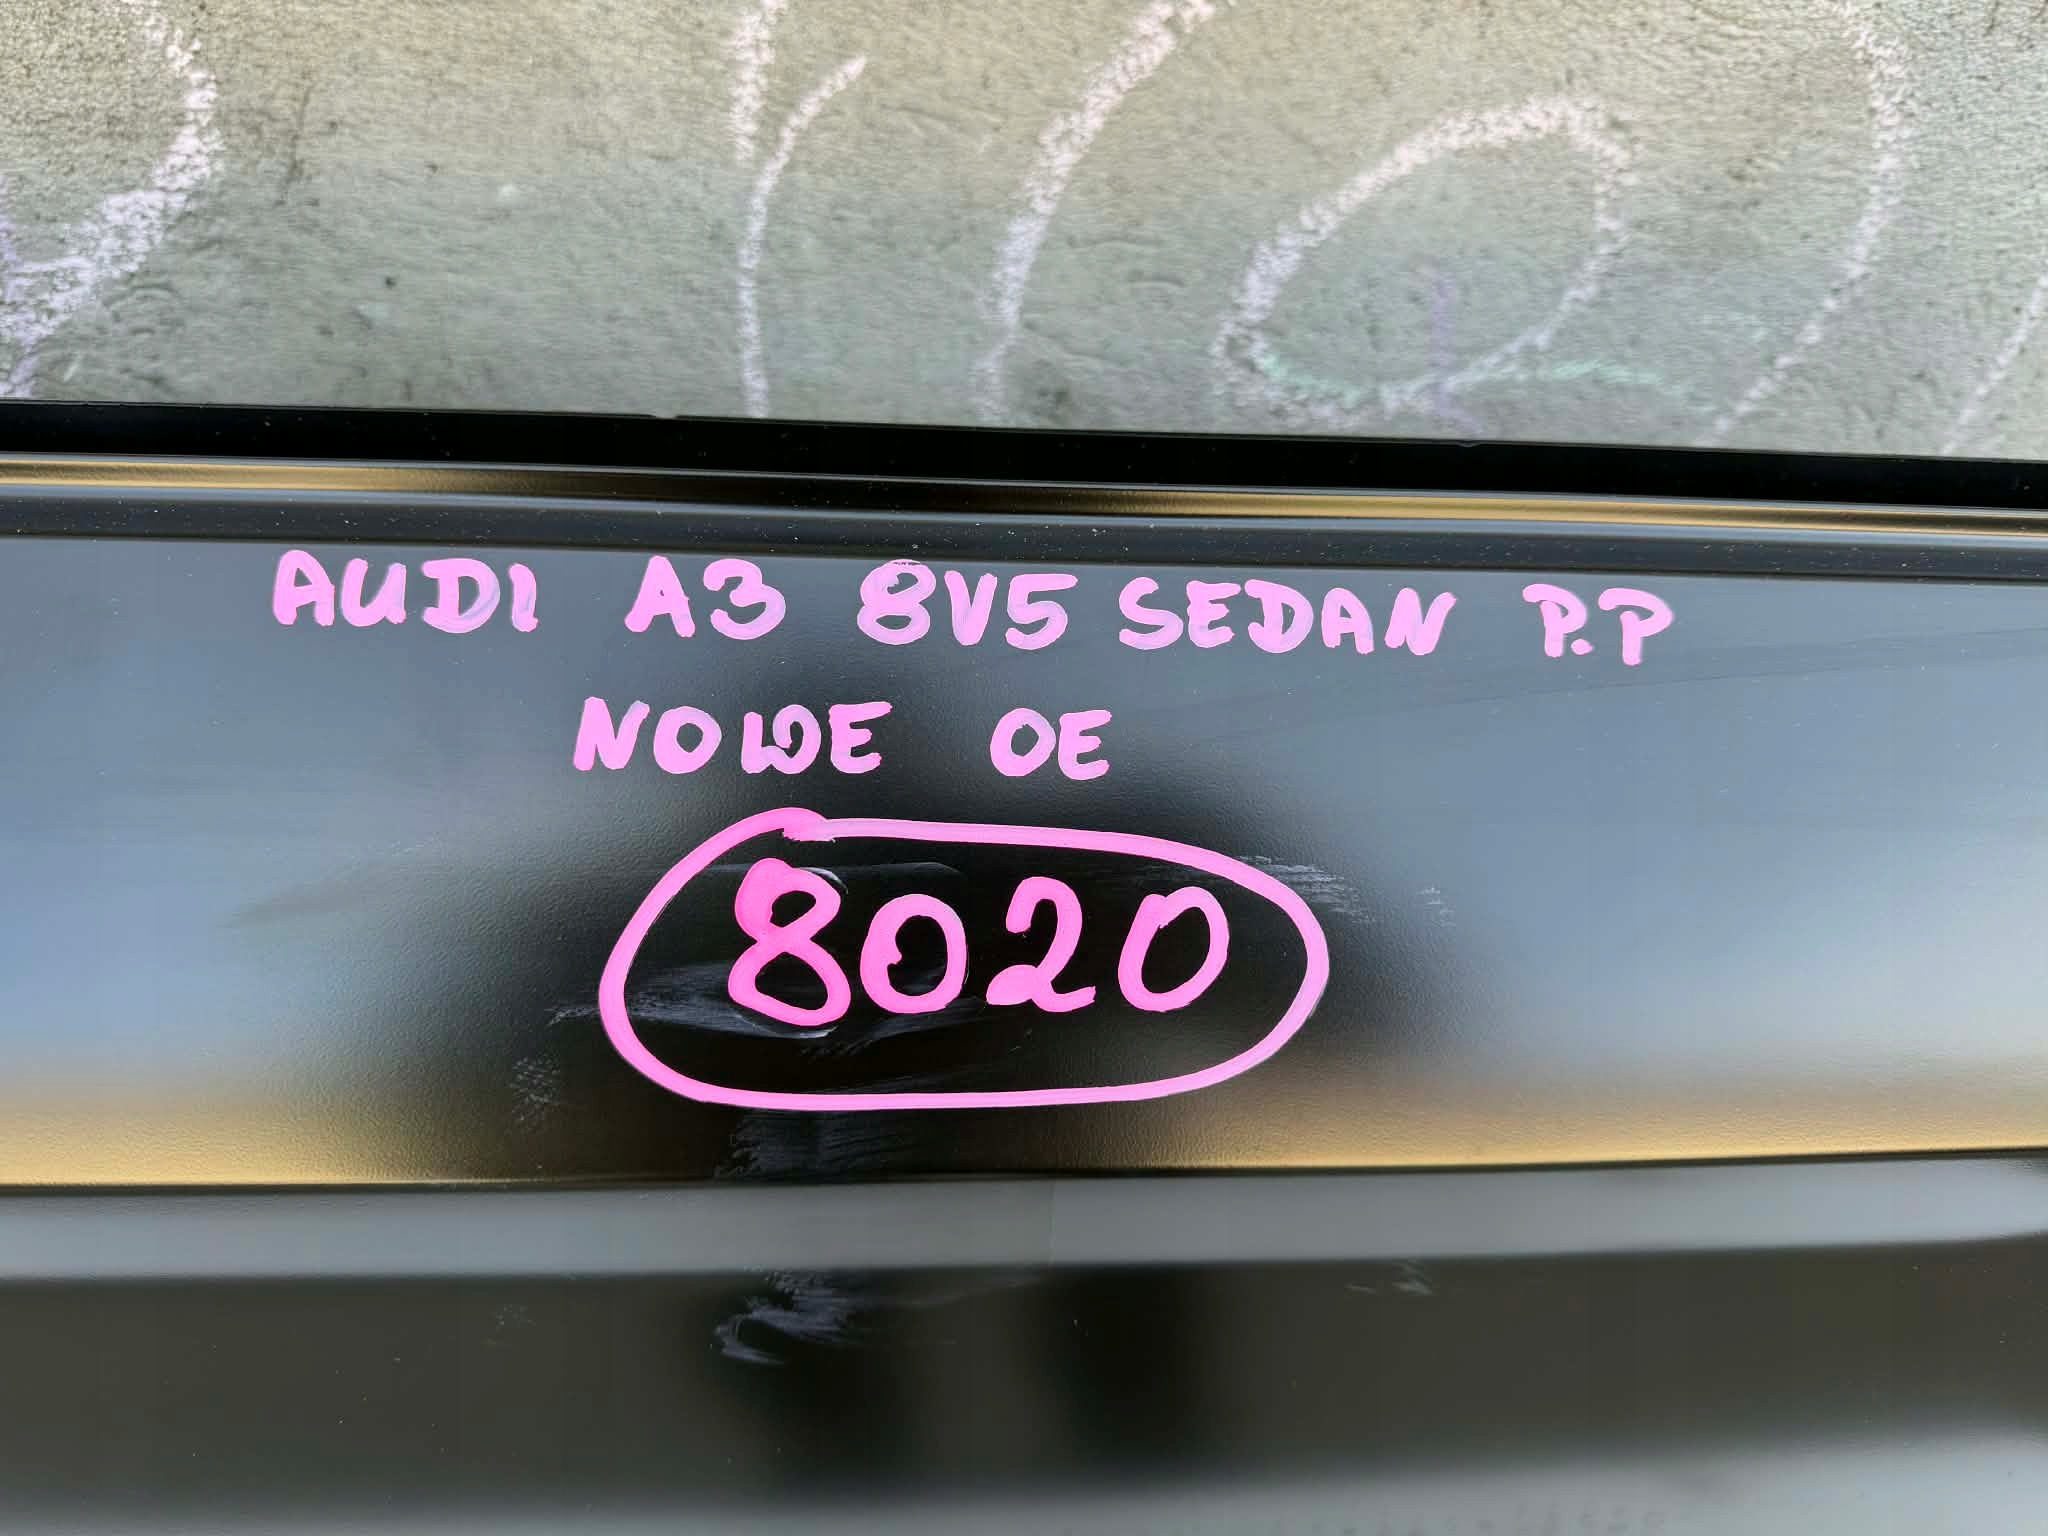 AUDI A3 8V5 SEDAN P.P
NOWE OE
8020